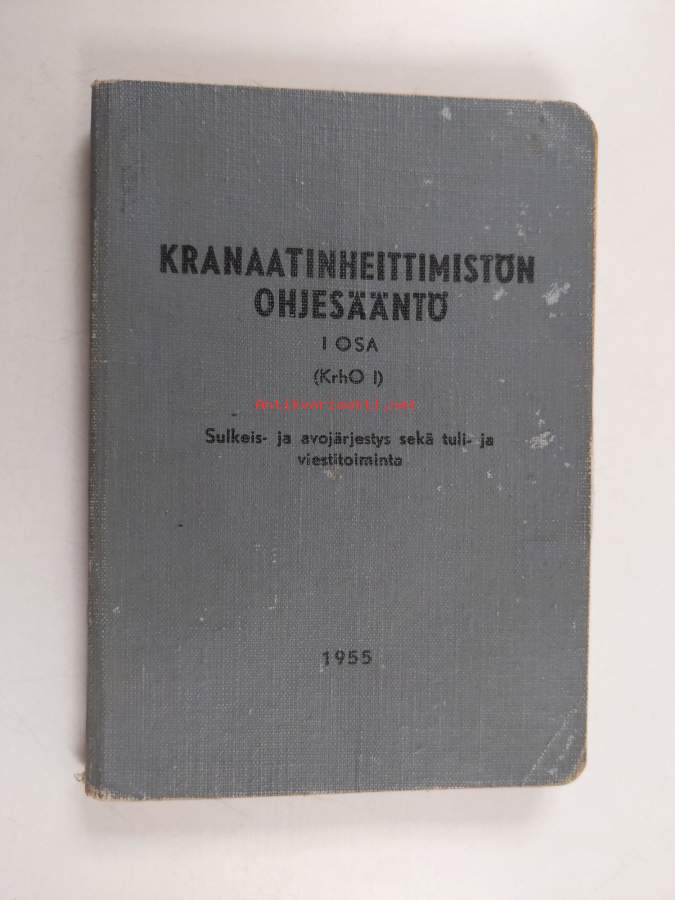 KRANAATINHEITTIMISTÖN
OHJESÄÄNTÖ
I OSA
(KrhO I)
Antikvariaatti.net
Sulkeis- ja avojärjestys sekä tuli- ja
viestitoiminta
1955